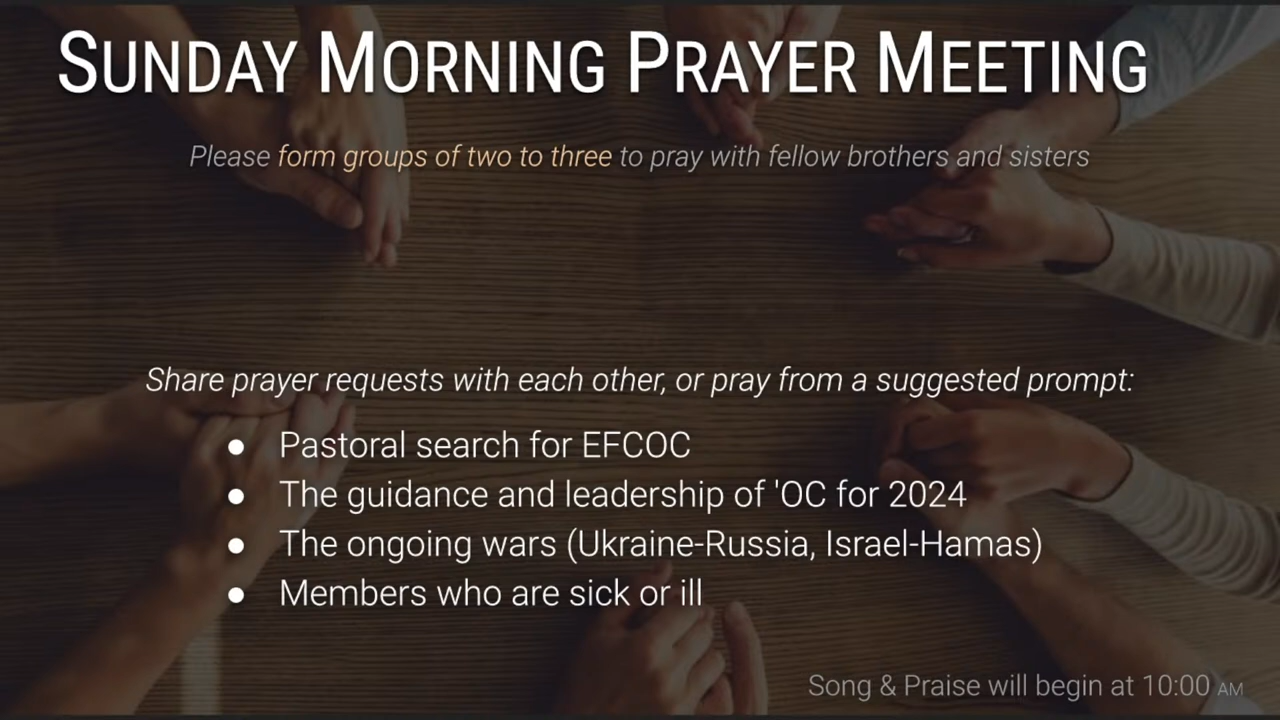 Sunday Morning Prayer Meeting
Please form groups of two to three to pray with fellow brothers and sisters
Share prayer requests with each other, or pray from a suggested prompt:
● Pastoral search for EFCOC
● The guidance and leadership of 'OC for 2024
● The ongoing wars (Ukraine-Russia, Israel-Hamas)
● Members who are sick or ill
Song & Praise will begin at 10:00 AM